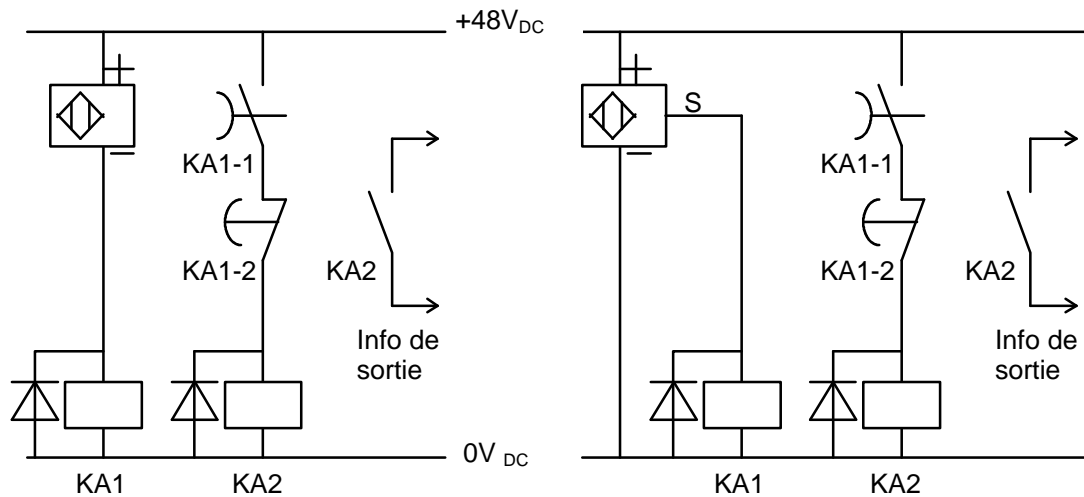 +48V DC
S
KA1-1
KA1-1
KA1-2
KA2
KA1-2
KA2
Info de
sortie
Info de
sortie
0V DC
KA1
KA2
KA1
KA2